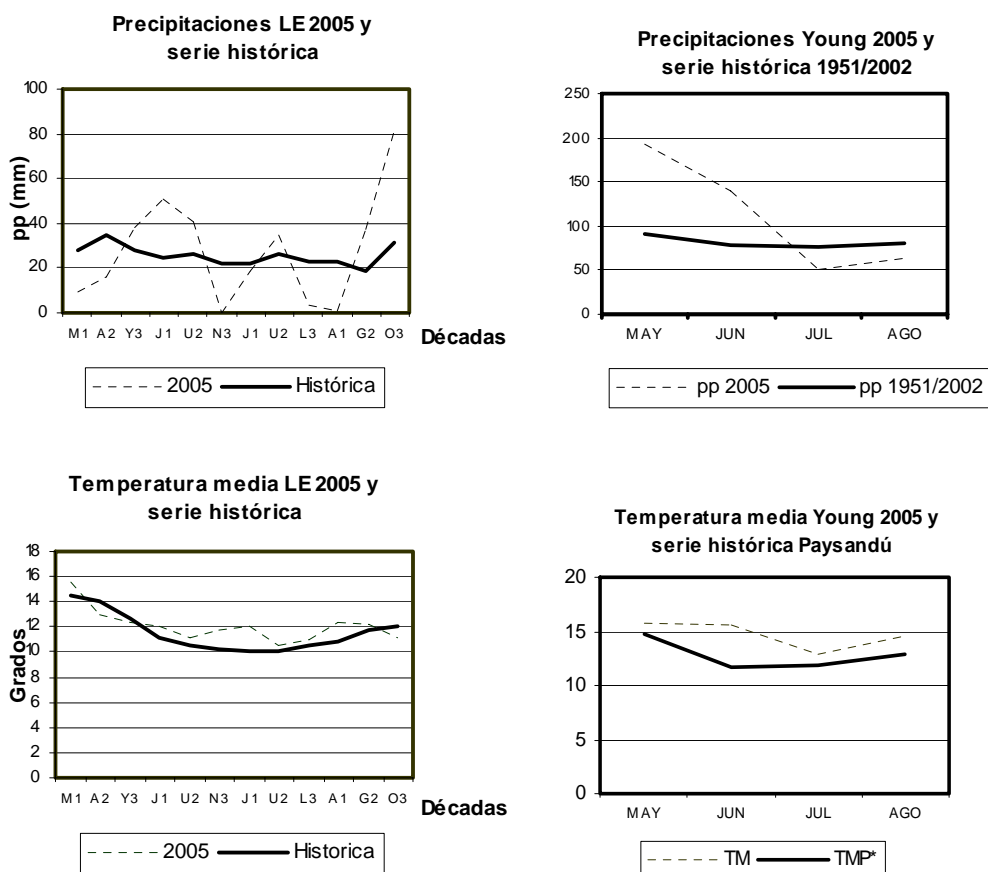 Precipitaciones LE 2005 y
serie histórica
100
80
60
40
20
0
pp (mm)
M1 A2 Y3 J1 U2 N3 J1 U2 L3 A1 G2 O3
Décadas
2005 Histórica
Precipitaciones Young 2005 y
serie histórica 1951/2002
250
200
150
100
50
0
MAY JUN JUL AGO
pp 2005 pp 1951/2002
Temperatura media LE 2005 y
serie histórica
18
16
14
12
10
8
6
4
2
0
Grados
M1 A2 Y3 J1 U2 N3 J1 U2 L3 A1 G2 O3
Décadas
2005 Historica
Temperatura media Young 2005 y
serie histórica Paysandú
20
15
10
5
0
MAY JUN JUL AGO
TM TMP*